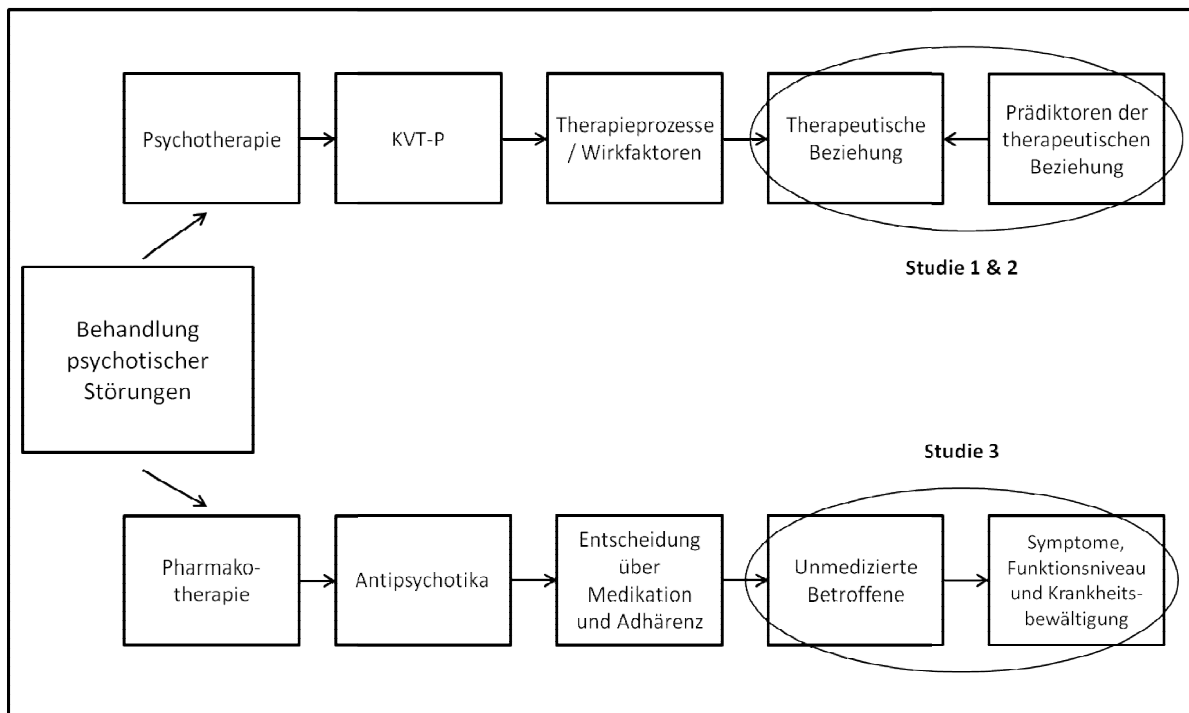 Psychotherapie
KVT-P
Therapieprozesse
/ Wirkfaktoren
Therapeutische
Beziehung
Prädiktoren der
therapeutischen
Beziehung
Studie 1 & 2
Behandlung
psychotischer
Störungen
Studie 3
Pharmako-
therapie
Antipsychotika
Entscheidung
über
Medikation
und Adhärenz
Unmedizierte
Betroffene
Symptome,
Funktionsniveau
und Krankheits-
bewältigung